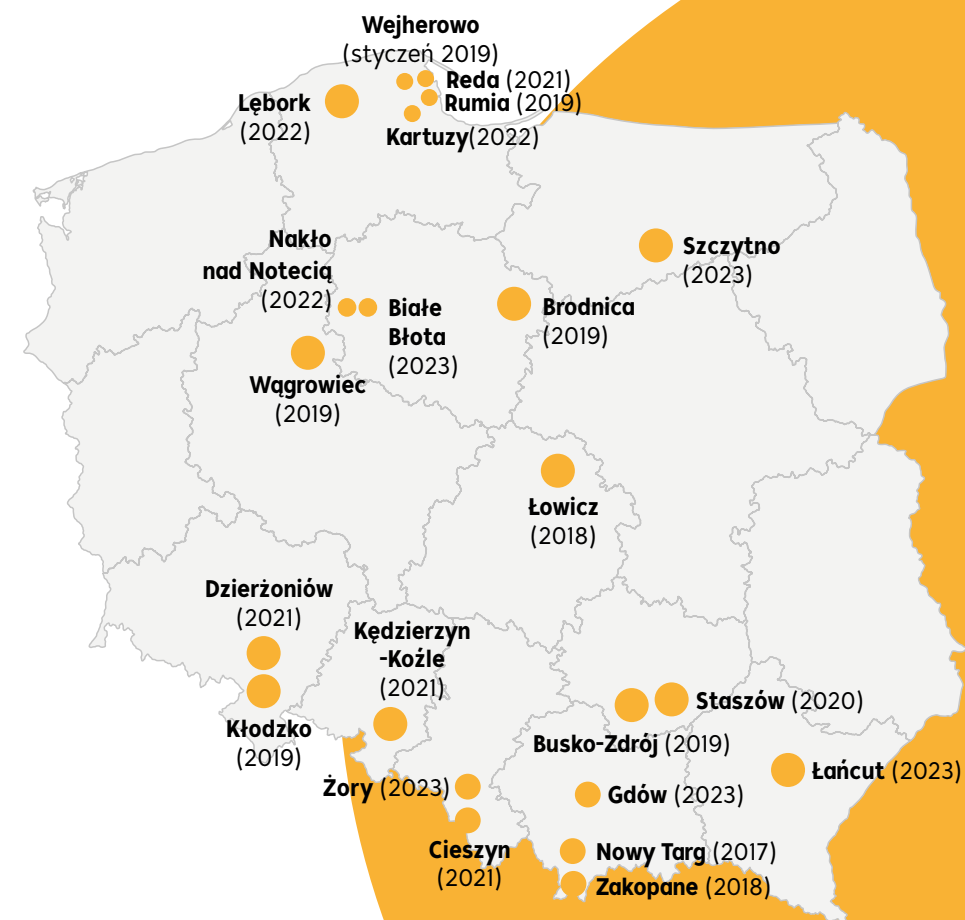 Wejherowo
(styczeń 2019)
Reda (2021)
Rumia (2019)
Lębork
(2022)
Kartuzy(2022)
Nakło
nad Notecią
(2022)
Szczytno
(2023)
Białe
Błota
(2023)
Brodnica
(2019)
Wągrowiec
(2019)
Łowicz
(2018)
Dzierżoniów
(2021)
Kędzierzyn
-Koźle
(2021)
Kłodzko
(2019)
Staszów (2020)
Busko-Zdrój (2019)
Łańcut (2023)
Żory (2023)
Gdów (2023)
Cieszyn
(2021)
Nowy Targ (2017)
Zakopane (2018)